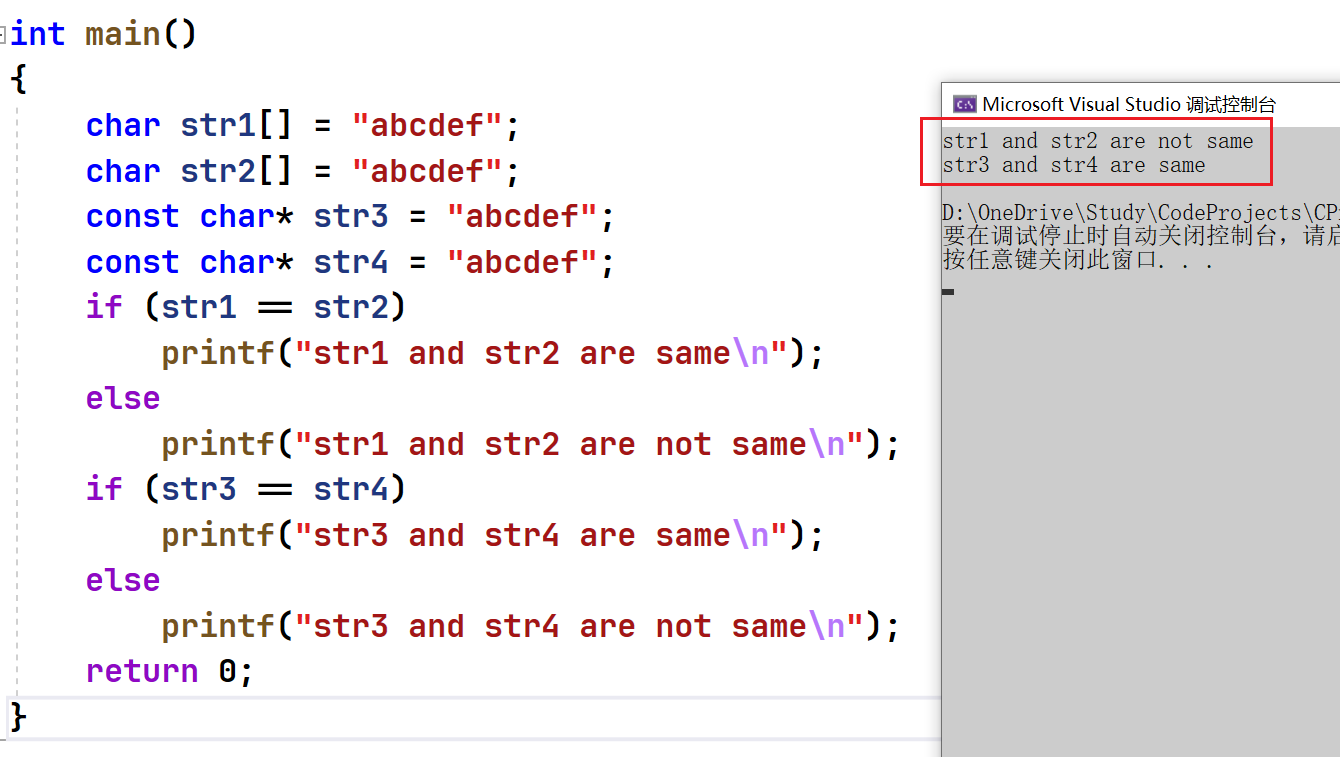 int main()
{
char str1[] = "abcdef";
char str2[] = "abcdef";
const char* str3 = "abcdef";
const char* str4 = "abcdef";
if (str1 == str2)
printf("str1 and str2 are same\n");
else
printf("str1 and str2 are not same\n");
if (str3 == str4)
printf("str3 and str4 are same\n");
else
printf("str3 and str4 are not same\n");
return 0;
}
Microsoft Visual Studio 调试控制台
str1 and str2 are not same
str3 and str4 are same
D:\OneDrive\Study\CodeProjects\CP
要在调试停止时自动关闭控制台，请启
按任意键关闭此窗口. . .